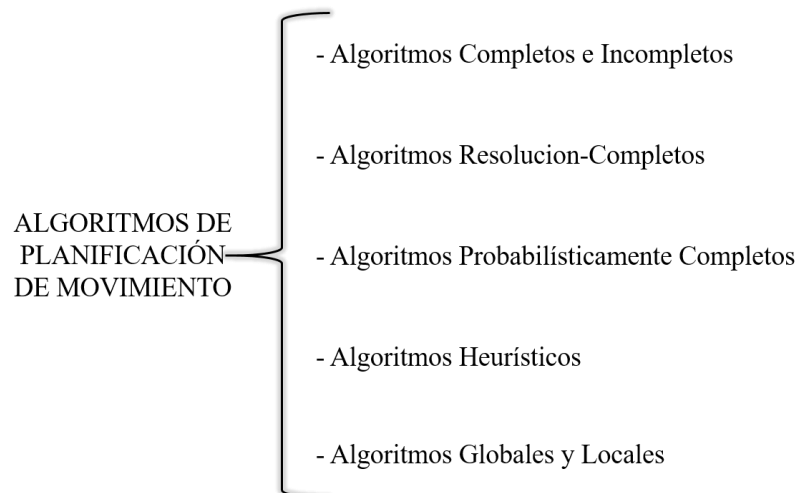 - Algoritmos Completos e Incompletos
- Algoritmos Resolucion-Completos
ALGORITMOS DE
PLANIFICACIÓN
DE MOVIMIENTO
- Algoritmos Probabilísticamente Completos
- Algoritmos Heurísticos
- Algoritmos Globales y Locales